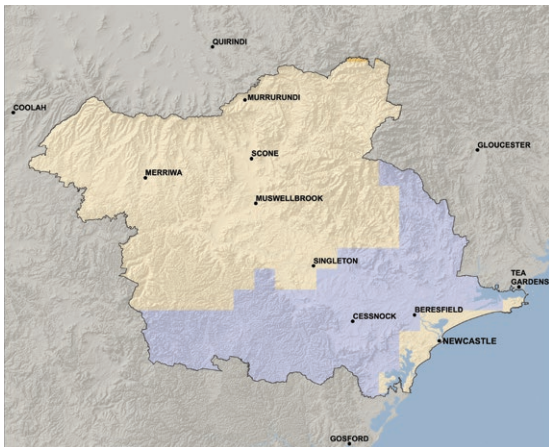 QUIRINDI
COOLAH
MURRURUNDI
GLOUCESTER
SCONE
MERRIWA
MUSWELLBROOK
SINGLETON
TEA
GARDENS
CESSNOCK
BERESFIELD
NEWCASTLE
GOSFORD